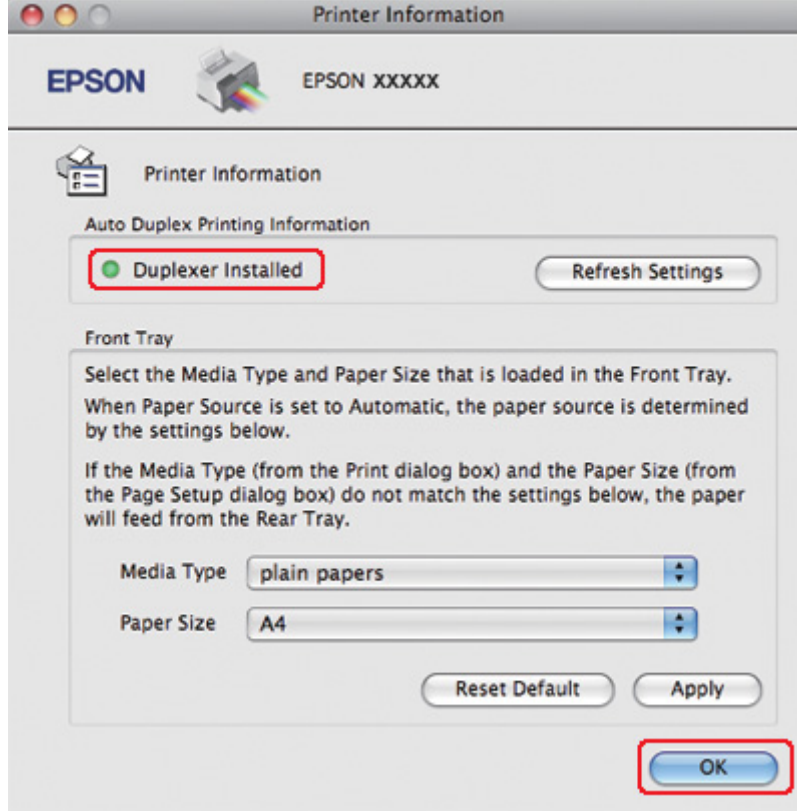 Printer Information
EPSON
EPSON XXXXX
Printer Information
Auto Duplex Printing Information
Duplexer Installed
Refresh Settings
Front Tray
Select the Media Type and Paper Size that is loaded in the Front Tray.
When Paper Source is set to Automatic, the paper source is determined
by the settings below.
If the Media Type (from the Print dialog box) and the Paper Size (from
the Page Setup dialog box) do not match the settings below, the paper
will feed from the Rear Tray.
Media Type plain papers
Paper Size A4
Reset Default Apply
OK